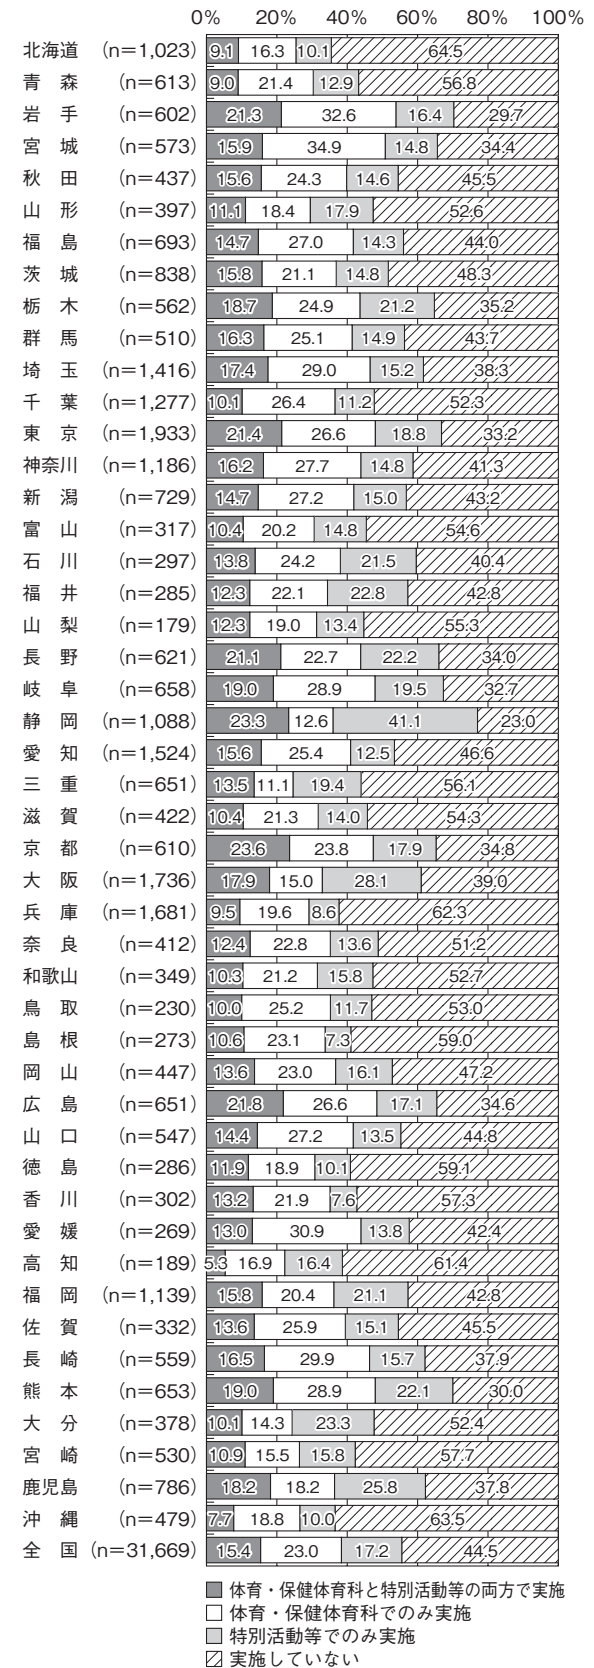 0% 20% 40% 60% 80% 100%
北海道 (n＝1,023) 9.1 16.3 10.1 64.5
青 森 (n＝613) 9.0 21.4 12.9 56.8
岩 手 (n＝602) 21.3 32.6 16.4 29.7
宮 城 (n＝573) 15.9 34.9 14.8 34.4
秋 田 (n＝437) 15.6 24.3 14.6 45.5
山 形 (n＝397) 11.1 18.4 17.9 52.6
福 島 (n＝693) 14.7 27.0 14.3 44.0
茨 城 (n＝838) 15.8 21.1 14.8 48.3
栃 木 (n＝562) 18.7 24.9 21.2 35.2
群 馬 (n＝510) 16.3 25.1 14.9 43.7
埼 玉 (n＝1,416) 17.4 29.0 15.2 38.3
千 葉 (n＝1,277) 10.1 26.4 11.2 52.3
東 京 (n＝1,933) 21.4 26.6 18.8 33.2
神奈川 (n＝1,186) 16.2 27.7 14.8 41.3
新 潟 (n＝729) 14.7 27.2 15.0 43.2
富 山 (n＝317) 10.4 20.2 14.8 54.6
石 川 (n＝297) 13.8 24.2 21.5 40.4
福 井 (n＝285) 12.3 22.1 22.8 42.8
山 梨 (n＝179) 12.3 19.0 13.4 55.3
長 野 (n＝621) 21.1 22.7 22.2 34.0
岐 阜 (n＝658) 19.0 28.9 19.5 32.7
静 岡 (n＝1,088) 23.3 12.6 41.1 23.0
愛 知 (n＝1,524) 15.6 25.4 12.5 46.6
三 重 (n＝651) 13.5 11.1 19.4 56.1
滋 賀 (n＝422) 10.4 21.3 14.0 54.3
京 都 (n＝610) 23.6 23.8 17.9 34.8
大 阪 (n＝1,736) 17.9 15.0 28.1 39.0
兵 庫 (n＝1,681) 9.5 19.6 8.6 62.3
奈 良 (n＝412) 12.4 22.8 13.6 51.2
和歌山 (n＝349) 10.3 21.2 15.8 52.7
鳥 取 (n＝230) 10.0 25.2 11.7 53.0
島 根 (n＝273) 10.6 23.1 7.3 59.0
岡 山 (n＝447) 13.6 23.0 16.1 47.2
広 島 (n＝651) 21.8 26.6 17.1 34.6
山 口 (n＝547) 14.4 27.2 13.5 44.8
徳 島 (n＝286) 11.9 18.9 10.1 59.1
香 川 (n＝302) 13.2 21.9 7.6 57.3
愛 媛 (n＝269) 13.0 30.9 13.8 42.4
高 知 (n＝189) 5.3 16.9 16.4 61.4
福 岡 (n＝1,139) 15.8 20.4 21.1 42.8
佐 賀 (n＝332) 13.6 25.9 15.1 45.5
長 崎 (n＝559) 16.5 29.9 15.7 37.9
熊 本 (n＝653) 19.0 28.9 22.1 30.0
大 分 (n＝378) 10.1 14.3 23.3 52.4
宮 崎 (n＝530) 10.9 15.5 15.8 57.7
鹿児島 (n＝786) 18.2 18.2 25.8 37.8
沖 縄 (n＝479) 7.7 18.8 10.0 63.5
全 国 (n＝31,669) 15.4 23.0 17.2 44.5
体育・保健体育科と特別活動等の両方で実施
体育・保健体育科でのみ実施
特別活動等でのみ実施
実施していない